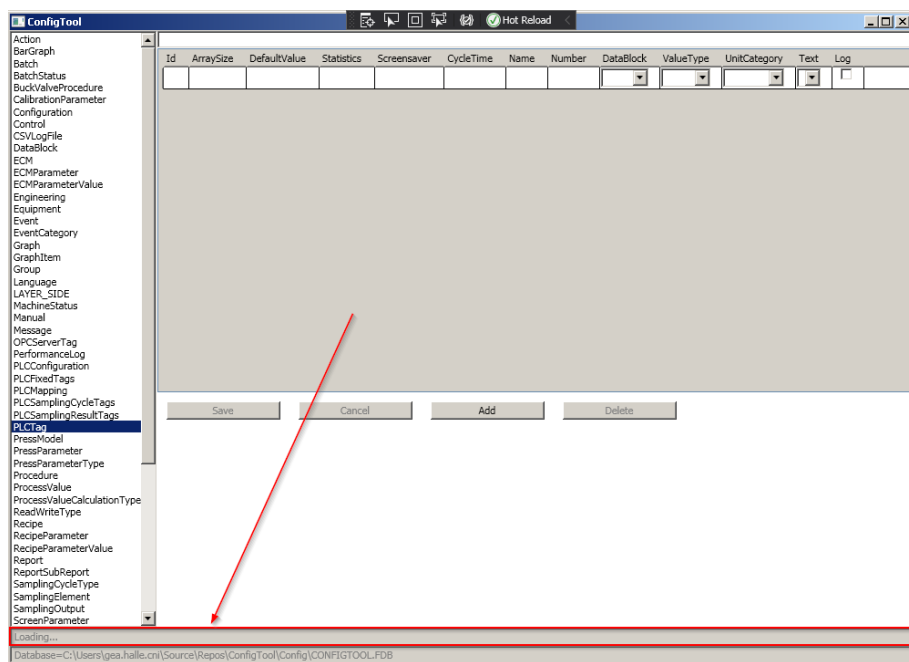 ConfigTool
Hot Reload
Action
BarGraph
Batch
BatchStatus
BuckValveProcedure
CalibrationParameter
Configuration
Control
CSVLogFile
DataBlock
ECM
ECMParameter
ECMParameterValue
Engineering
Equipment
Event
EventCategory
Graph
GraphItem
Group
Language
LAYER_SIDE
MachineStatus
Manual
Message
OPCServerTag
PerformanceLog
PLCConfiguration
PLCFixedTags
PLCMapping
PLCSamplingCycleTags
PLCSamplingResultTags
PLCTag
PressModel
PressParameter
PressParameterType
Procedure
ProcessValue
ProcessValueCalculationType
ReadWriteType
Recipe
RecipeParameter
RecipeParameterValue
Report
ReportSubReport
SamplingCycleType
SamplingElement
SamplingOutput
ScreenParameter
Id ArraySize DefaultValue Statistics Screensaver CycleTime Name Number DataBlock ValueType UnitCategory Text Log
Save Cancel Add Delete
Loading...
Database=C:\Users\gea.halle.cni\Source\Repos\ConfigTool\Config\CONFIGTOOL.FDB